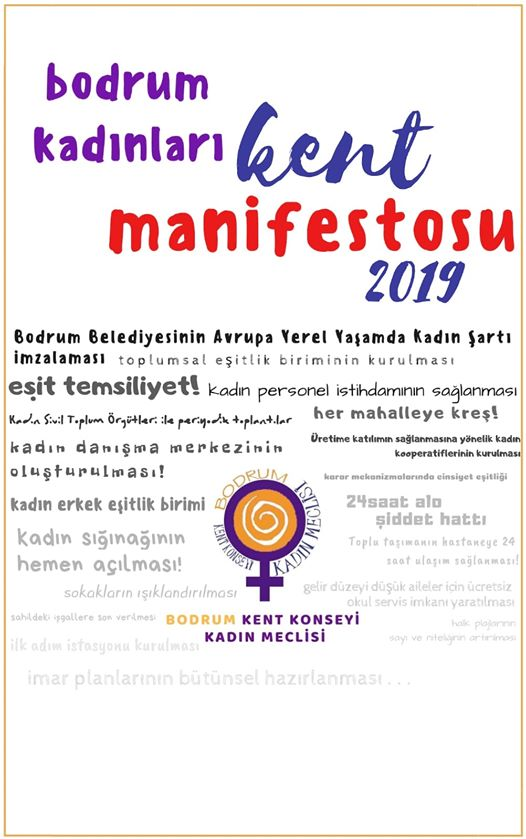 bodrum
kadınları kent
manifestosu
2019
Bodrum Belediyesinin Avrupa Yerel Yaşamda Kadın Şartı
imzalaması toplumsal eşitlik biriminin kurulması
eşit temsiliyet! kadın personel istihdamının sağlanması
Kadın Sivil Toplum Örgütleri ile periyodik toplantılar
her mahalleye kreş!
kadın danışma merkezinin
oluşturulması!
Üretime katılımın sağlanmasına yönelik kadın
kooperatiflerinin kurulması
karar mekanizmalarında cinsiyet eşitliği
kadın erkek eşitlik birimi
24saat alo
şiddet hattı
kadın sığınağının
hemen açılması!
Toplu taşımanın hastaneye 24
saat ulaşım sağlanması!
sokakların ışıklandırılması
gelir düzeyi düşük aileler için ücretsiz
okul servis imkanı yaratılması
sahildeki işgallere son verilmesi
halk plajlarının
sayı ve niteliğinin artırılması
ilk adım istasyonu kurulması
imar planlarının bütünsel hazırlanması . . .
BODRUM
KENT KONSEYİ
KADIN MECLİSİ
BODRUM KENT KONSEYİ
KADIN MECLİSİ